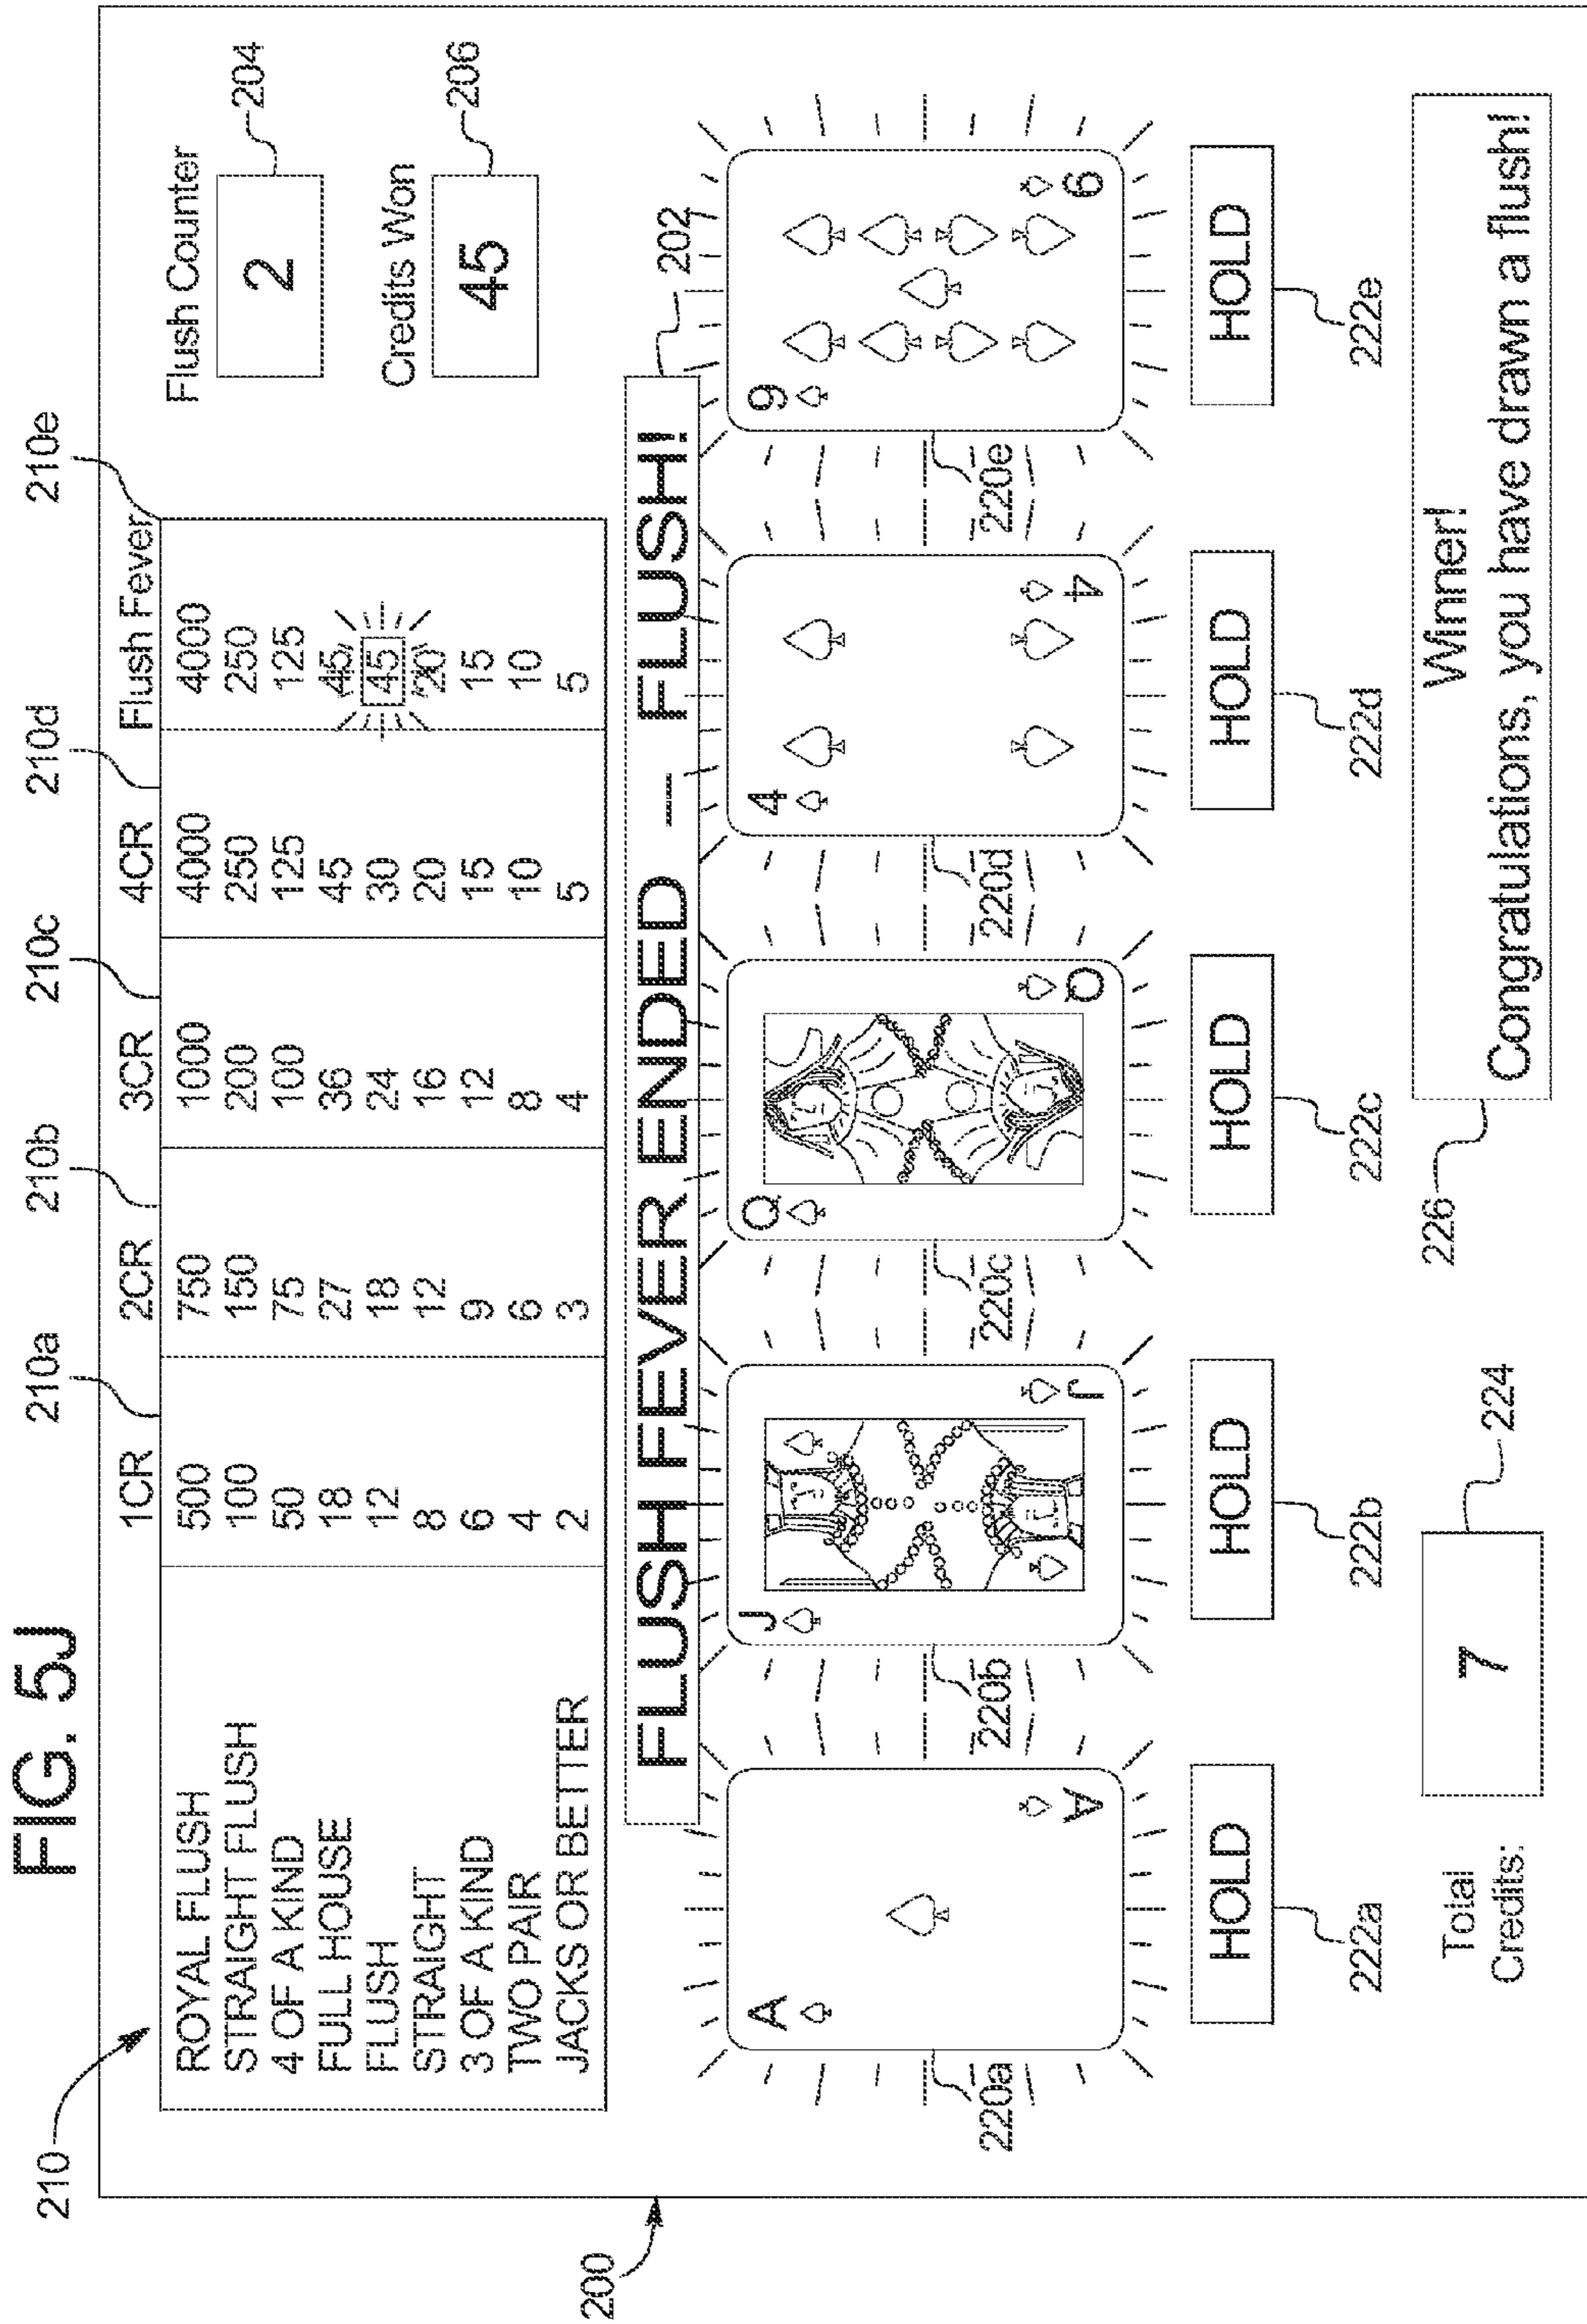 FIG. 5J
210
210a
210b
210c
210d
210e
1CR 2CR 3CR 4CR Flush Fever
ROYAL FLUSH 500 750 1000 4000 4000
STRAIGHT FLUSH 100 150 200 250 250
4 OF A KIND 50 75 100 125 125
FULL HOUSE 18 27 36 45 45
FLUSH 12 18 24 30 45
STRAIGHT 8 12 16 20 20
3 OF A KIND 6 9 12 15 15
TWO PAIR 4 6 8 10 10
JACKS OR BETTER 2 3 4 5 5
Flush Counter
2
204
Credits Won
45
206
200
FLUSH FEVER ENDED — FLUSH!
202
A J Q 4 9
A J Q 4 9
220a 220b 220c 220d 220e
HOLD HOLD HOLD HOLD HOLD
222a 222b 222c 222d 222e
Total
Credits:
7
224
226
Winner!
Congratulations, you have drawn a flush!